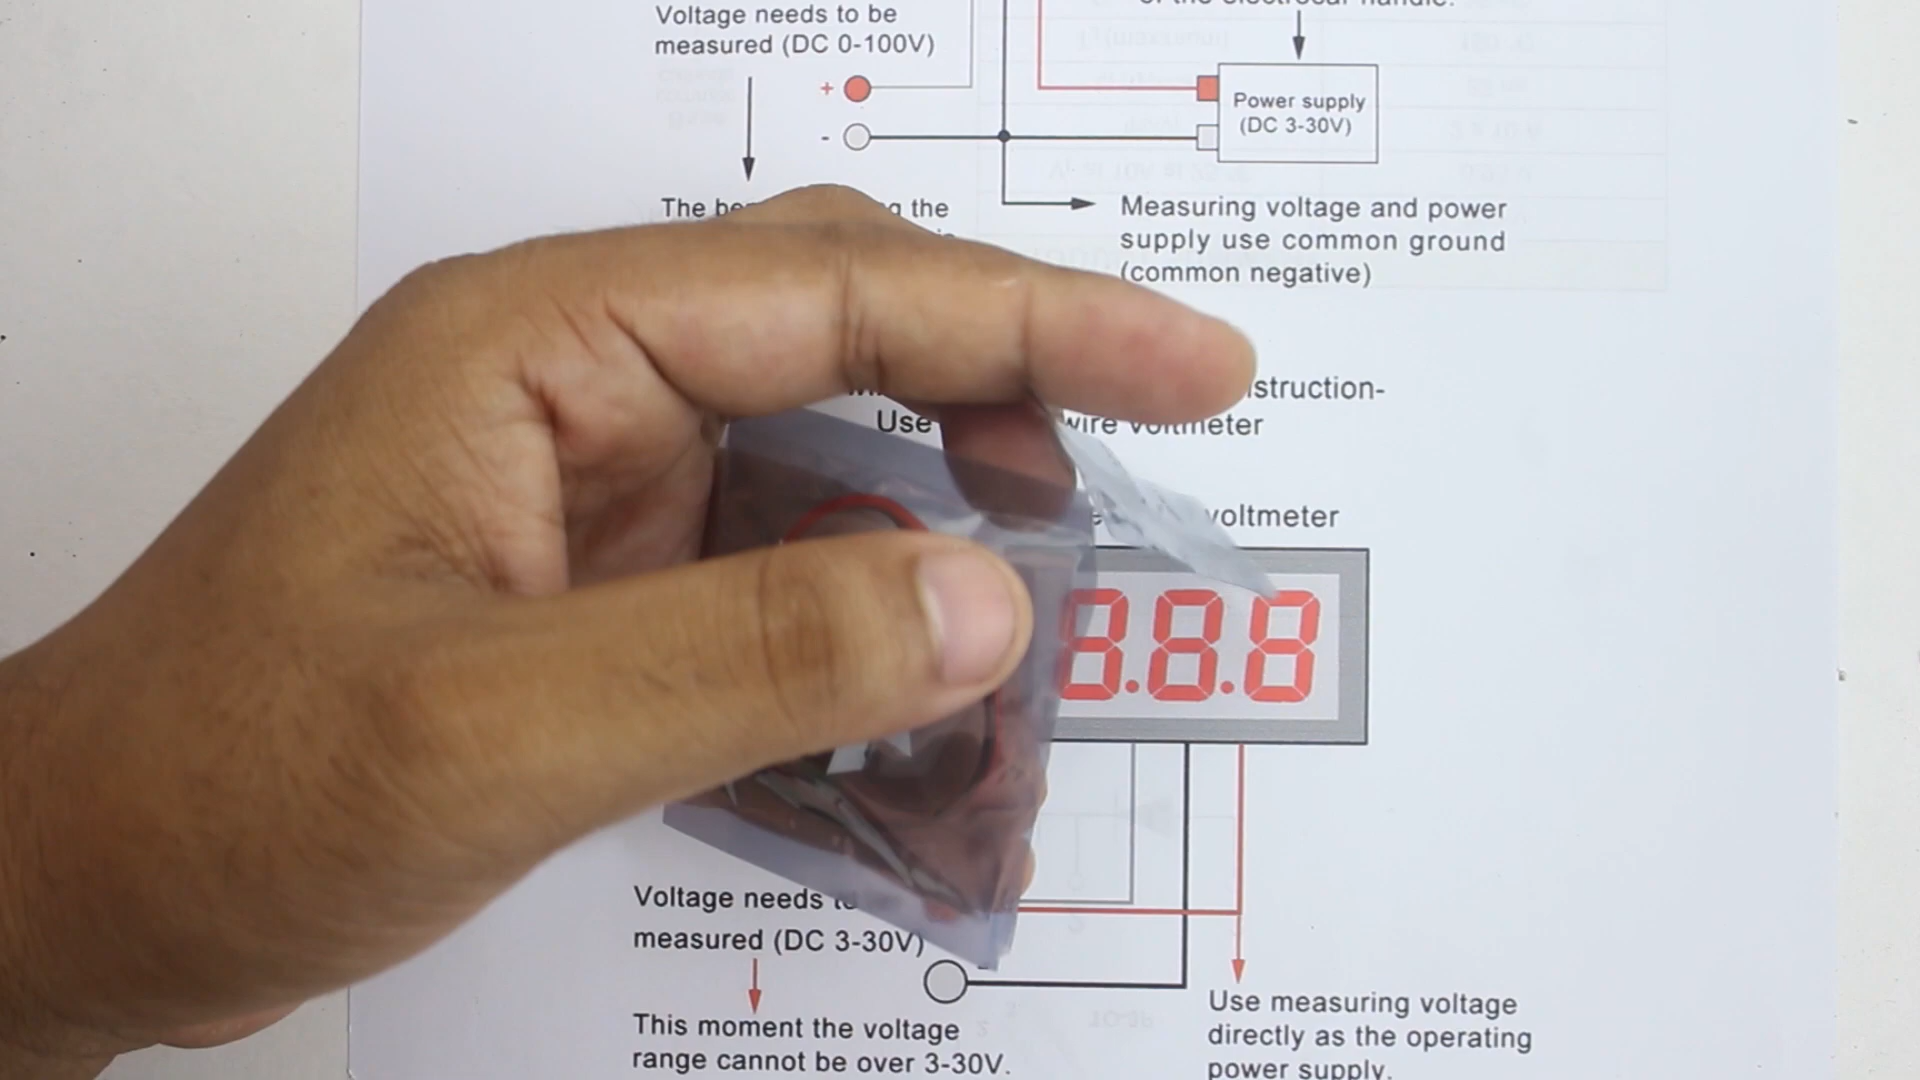 Voltage needs to be
measured (DC 0-100V)
+
-
Power supply
(DC 3-30V)
The the
Measuring voltage and power
supply use common ground
(common negative)
Use wire voltmeter
voltmeter
8.8.8
Voltage needs
measured (DC 3-30V)
This moment the voltage
range cannot be over 3-30V.
Use measuring voltage
directly as the operating
power supply.